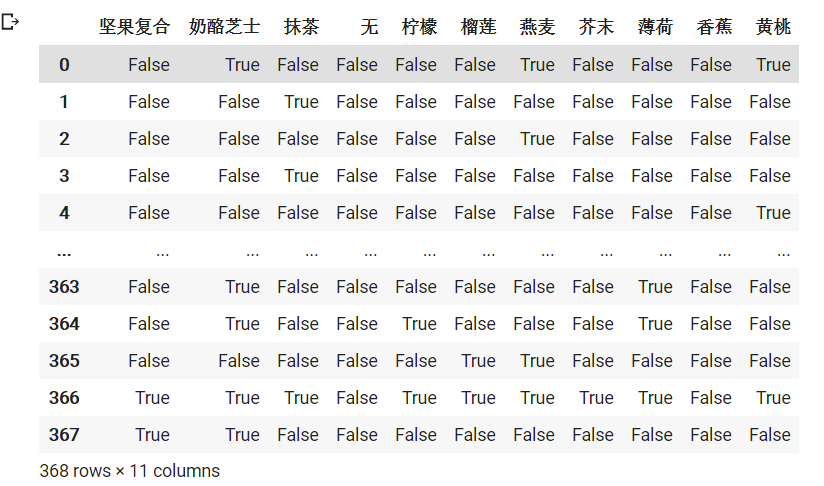 坚果复合 奶酪芝士 抹茶 无 柠檬 榴莲 燕麦 芥末 薄荷 香蕉 黄桃
0 False True False False False False True False False False True
1 False False True False False False False False False False False
2 False False False False False False True False False False False
3 False False True False False False False False False False False
4 False False False False False False False False False False True
... ... ... ... ... ... ... ... ... ... ... ...
363 False True False False False False False False True False False
364 False True False False True False False False True False False
365 False False False False False True True False False False False
366 True True True False True True True True True False True
367 True True False False False False False False False False False
368 rows × 11 columns